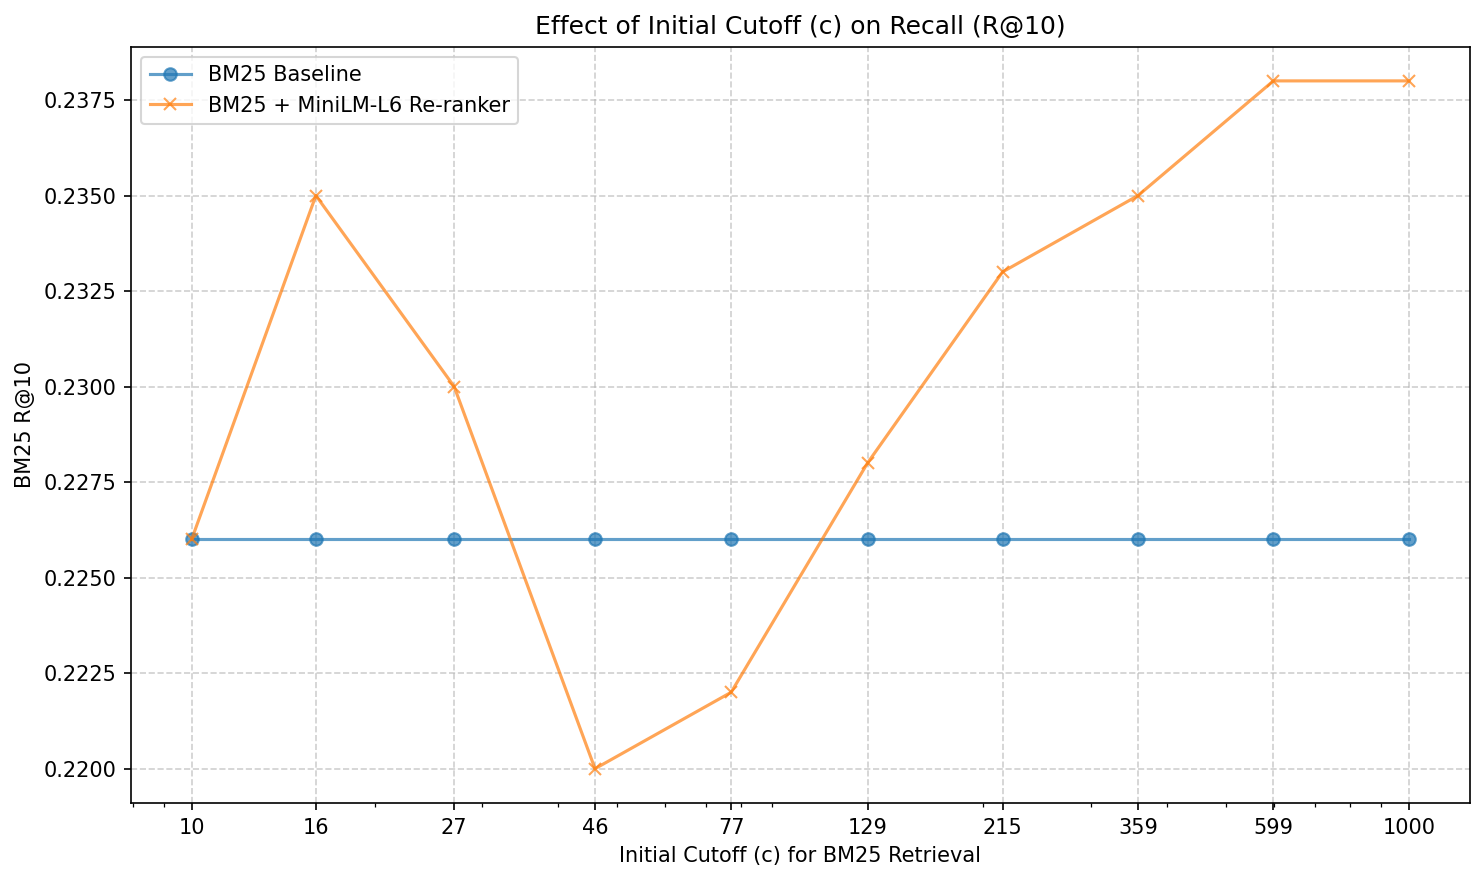 Effect of Initial Cutoff (c) on Recall (R@10)
BM25 Baseline
BM25 + MiniLM-L6 Re-ranker
BM25 R@10
0.2375
0.2350
0.2325
0.2300
0.2275
0.2250
0.2225
0.2200
10 16 27 46 77 129 215 359 599 1000
Initial Cutoff (c) for BM25 Retrieval